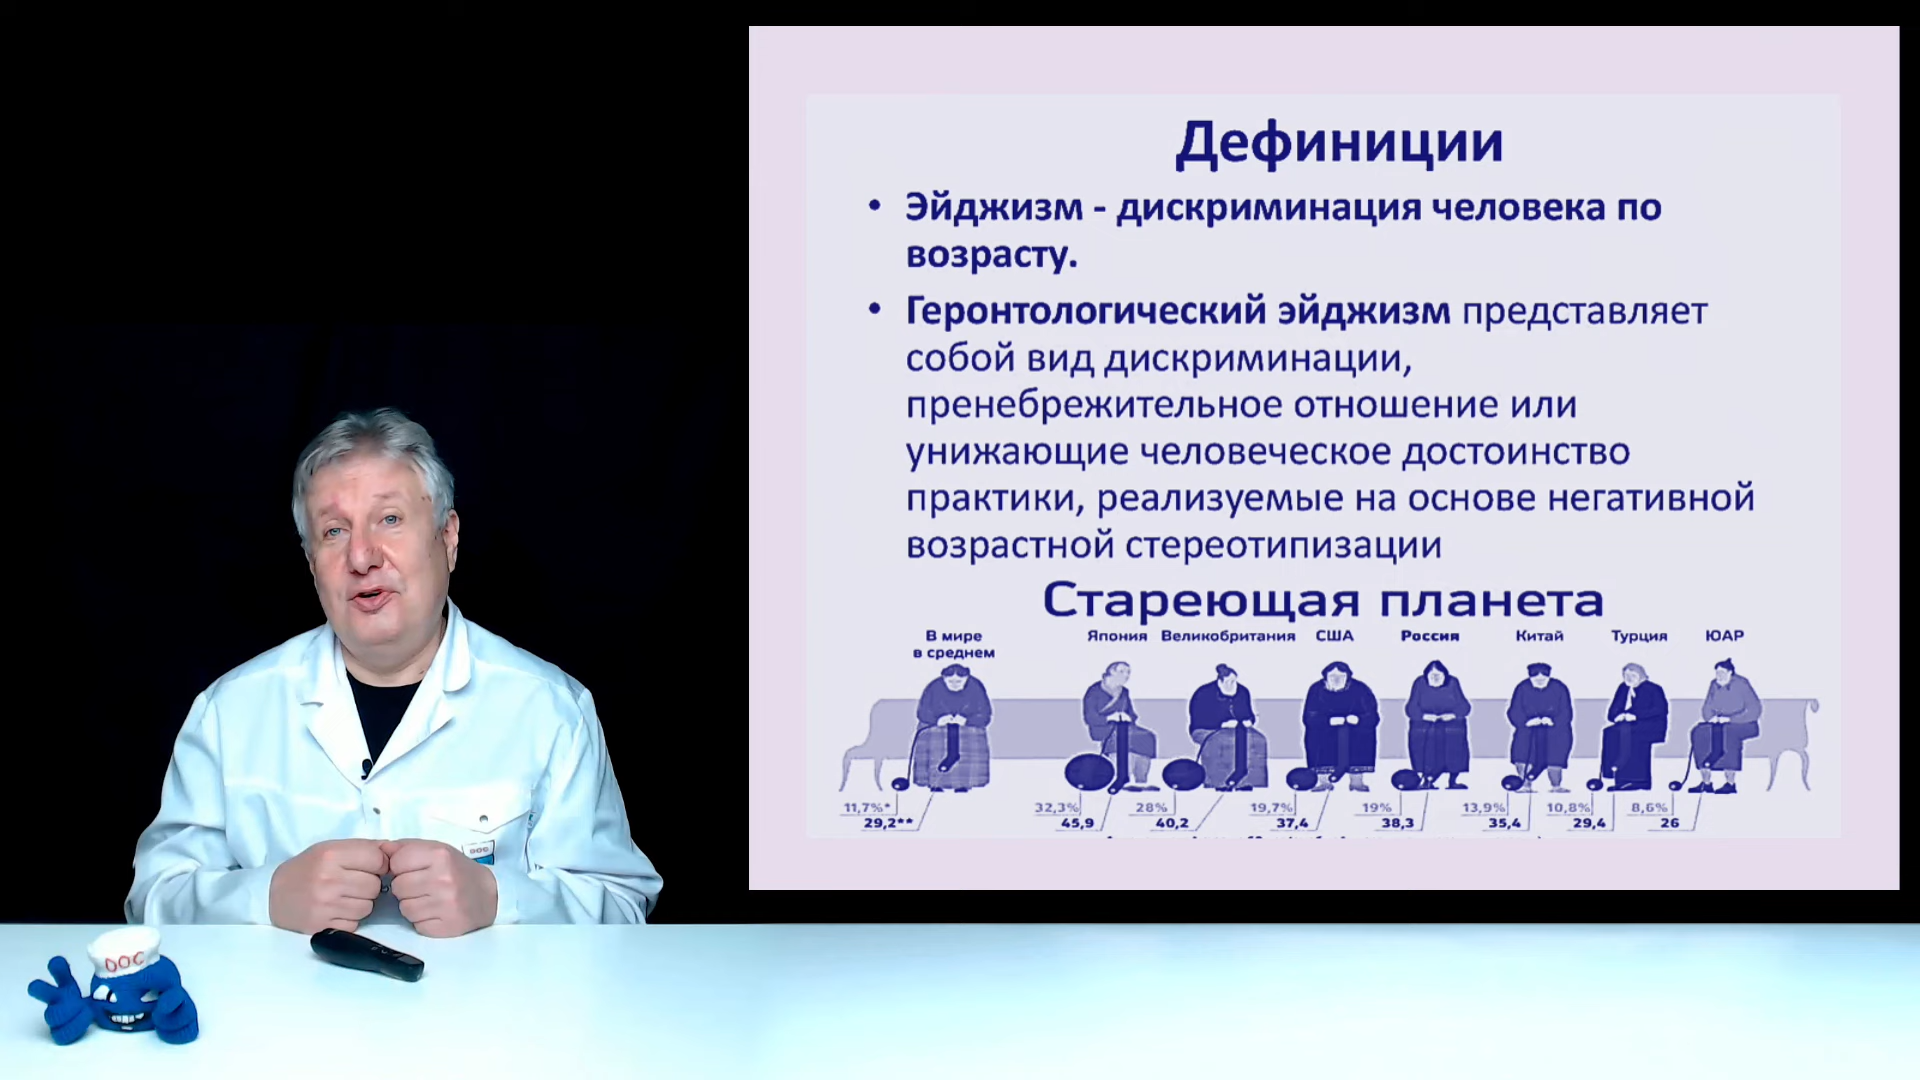 Дефиниции
• Эйджизм - дискриминация человека по
возрасту.
• Геронтологический эйджизм представляет
собой вид дискриминации,
пренебрежительное отношение или
унижающие человеческое достоинство
практики, реализуемые на основе негативной
возрастной стереотипизации
Стареющая планета
В мире
в среднем
Япония Великобритания США Россия Китай Турция ЮАР
11,7%* 32,3% 28% 19,7% 19% 13,9% 10,8% 8,6%
29,2** 45,9 40,2 37,4 38,3 35,4 29,4 26
DOC
DOC